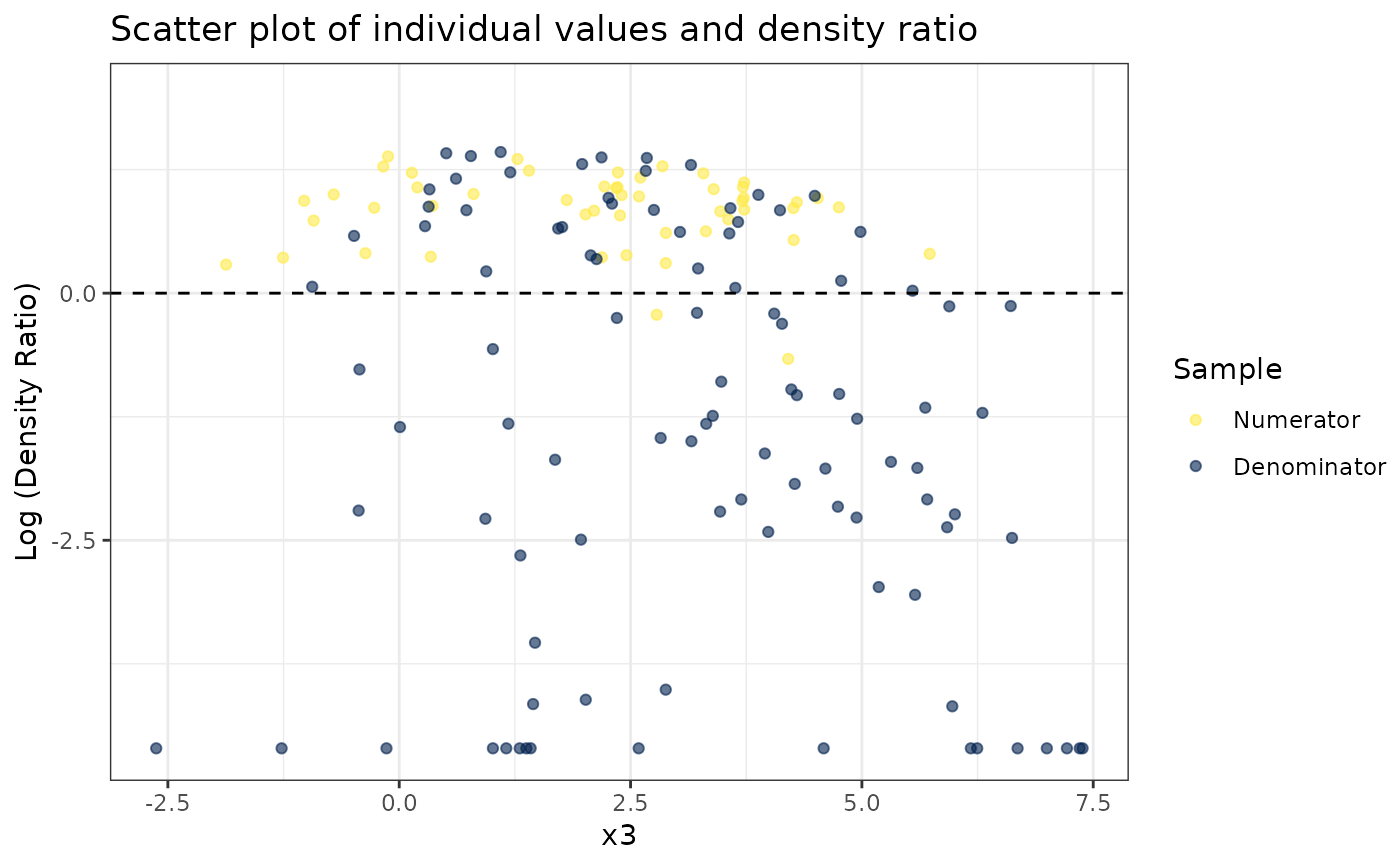 Scatter plot of individual values and density ratio
Log (Density Ratio)
0.0
-2.5
-2.5
0.0
2.5
5.0
7.5
x3
Sample
Numerator
Denominator